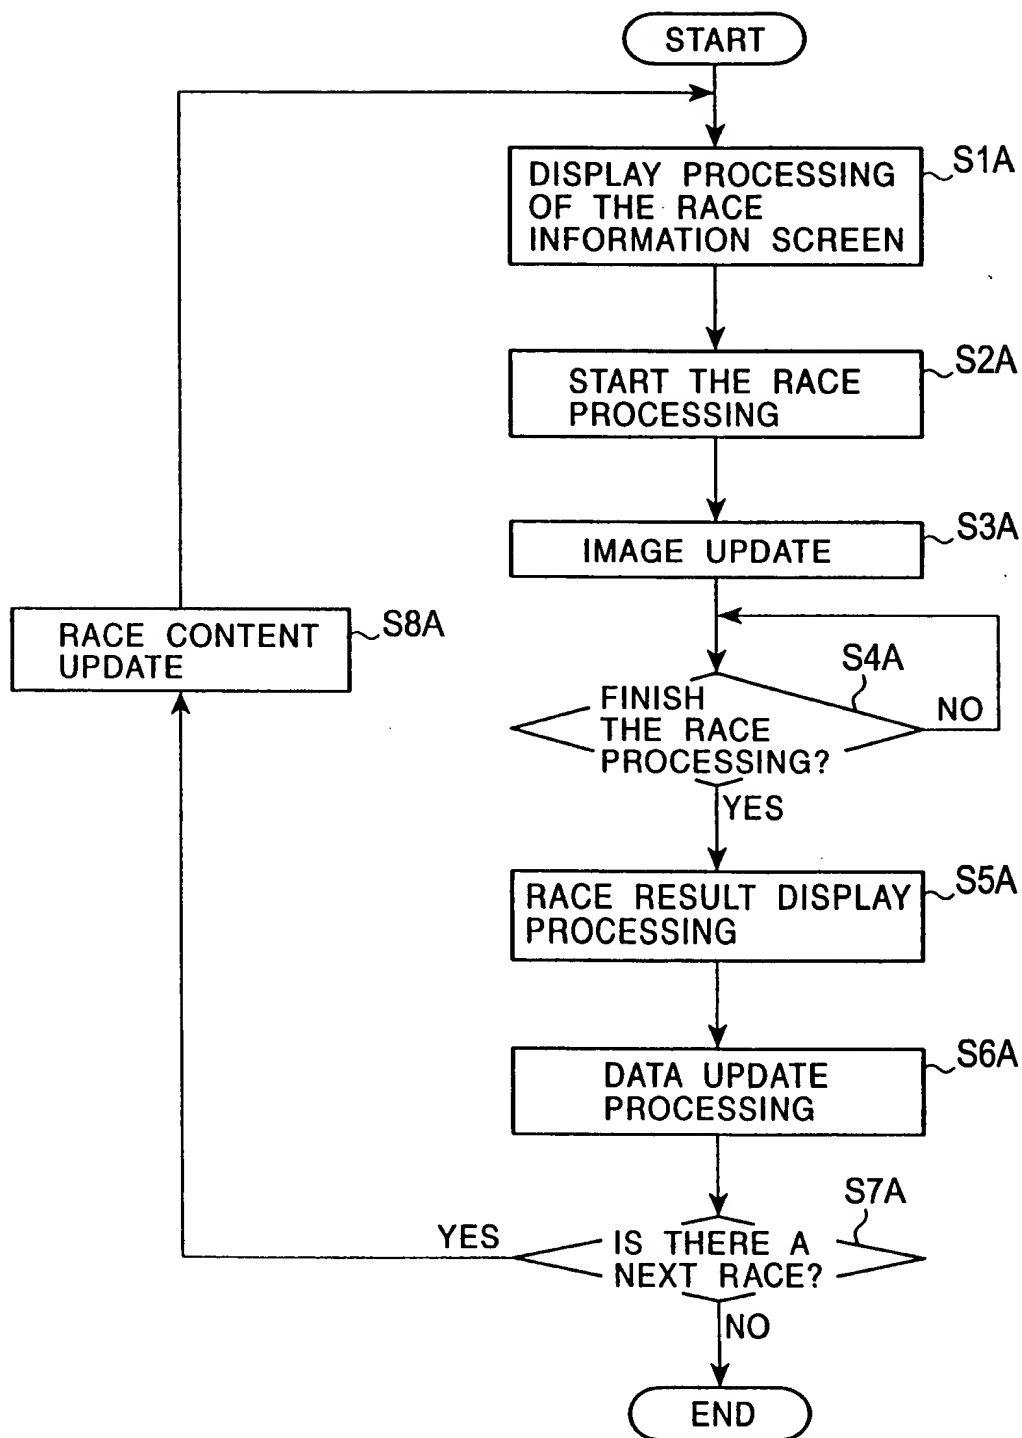 START
DISPLAY PROCESSING
OF THE RACE
INFORMATION SCREEN
S1A
START THE RACE
PROCESSING
S2A
IMAGE UPDATE
S3A
RACE CONTENT
UPDATE
S8A
FINISH
THE RACE
PROCESSING?
S4A
NO
YES
RACE RESULT DISPLAY
PROCESSING
S5A
DATA UPDATE
PROCESSING
S6A
IS THERE A
NEXT RACE?
S7A
YES
NO
END